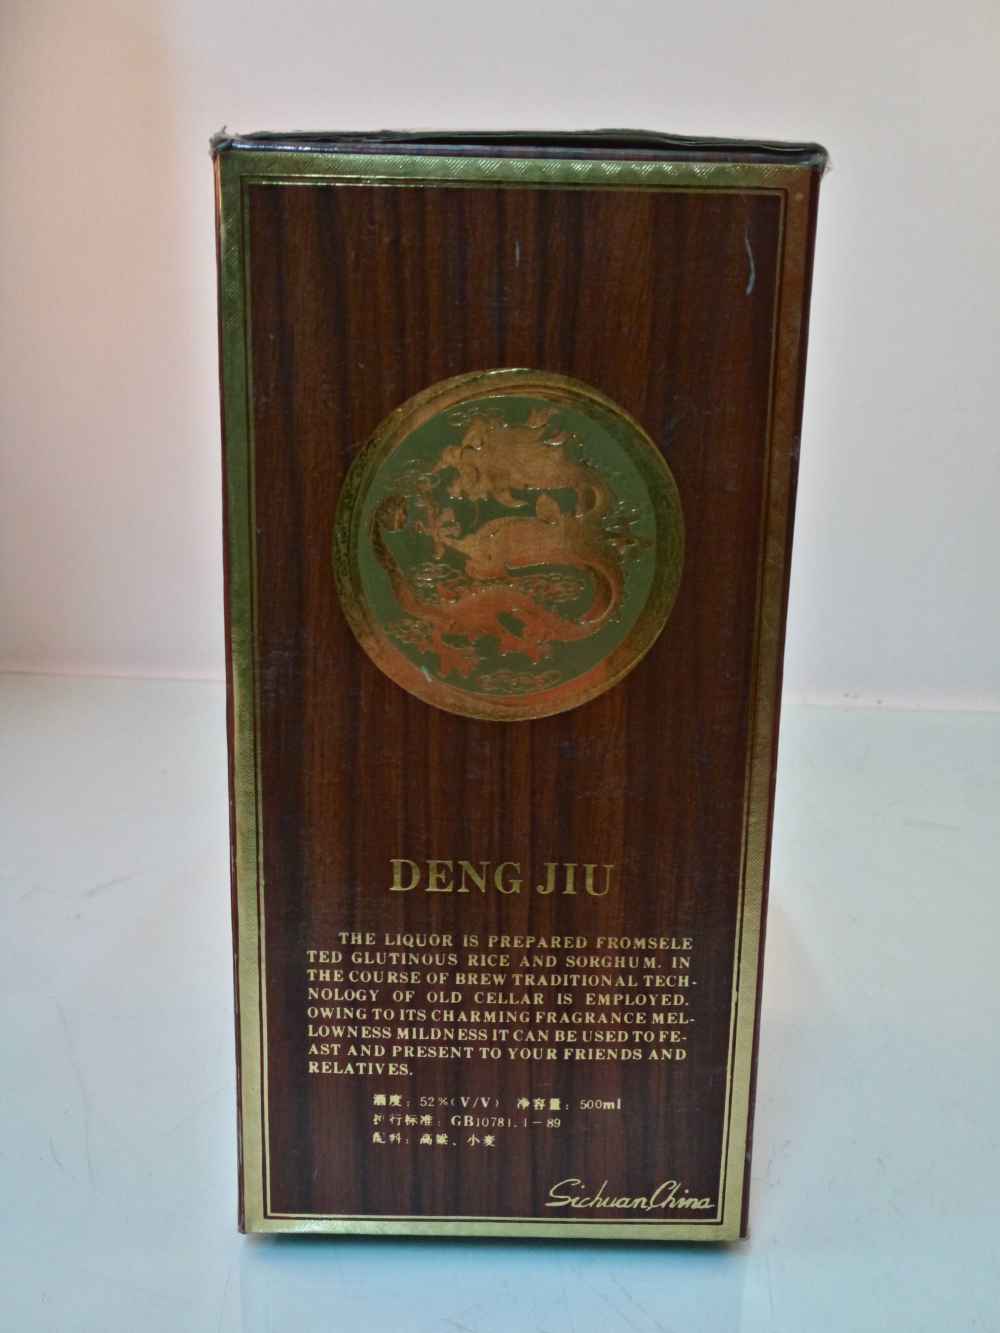 DENG JIU
THE LIQUOR IS PREPARED FROMSELE
TED GLUTINOUS RICE AND SORGHUM. IN
THE COURSE OF BREW TRADITIONAL TECH-
NOLOGY OF OLD CELLAR IS EMPLOYED.
OWING TO ITS CHARMING FRAGRANCE MEL-
LOWNESS MILDNESS IT CAN BE USED TO FE-
AST AND PRESENT TO YOUR FRIENDS AND
RELATIVES.
酒度：52%(V/V) 净容量：500ml
执行标准：GB10781.1-89
配料：高粱、小麦
Sichuan,China